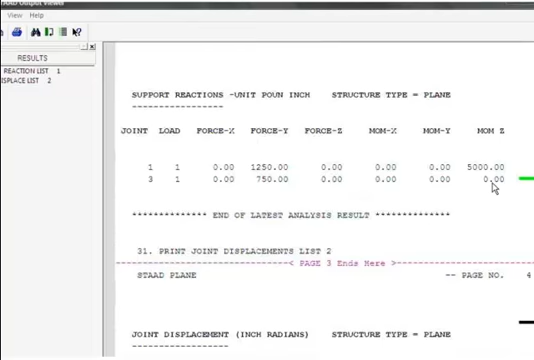 STAAD Output Viewer
View Help
RESULTS
REACTION LIST 1
ISPLACE LIST 2
SUPPORT REACTIONS -UNIT POUN INCH STRUCTURE TYPE = PLANE
-----------------
JOINT LOAD FORCE-X FORCE-Y FORCE-Z MOM-X MOM-Y MOM Z
1 1 0.00 1250.00 0.00 0.00 0.00 5000.00
3 1 0.00 750.00 0.00 0.00 0.00 0.00
************** END OF LATEST ANALYSIS RESULT **************
31. PRINT JOINT DISPLACEMENTS LIST 2
< PAGE 3 Ends Here >
STAAD PLANE -- PAGE NO. 4
JOINT DISPLACEMENT (INCH RADIANS) STRUCTURE TYPE = PLANE
------------------